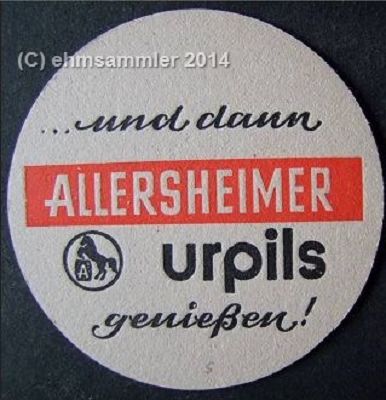 (C) ehmsammler 2014
...und dann
ALLERSHEIMER
A
urpils
genießen!
S